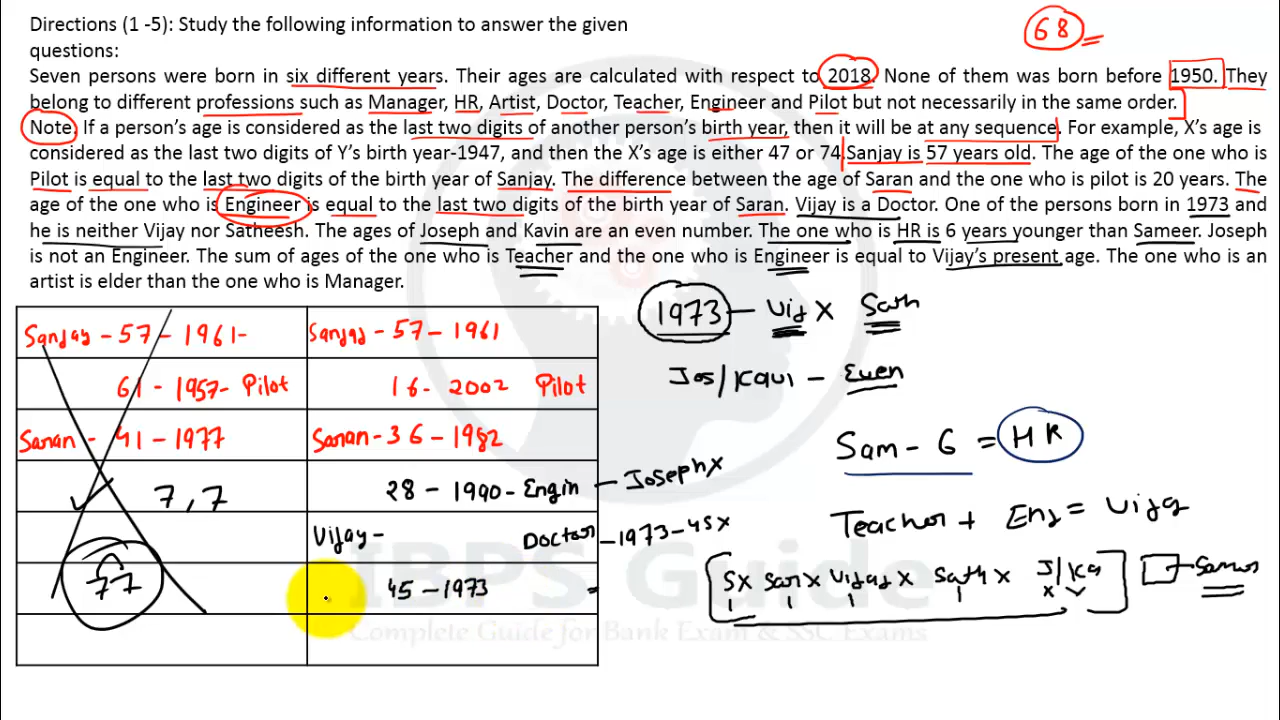 Directions (1 -5): Study the following information to answer the given
questions:
68
Seven persons were born in six different years. Their ages are calculated with respect to 2018. None of them was born before 1950. They
belong to different professions such as Manager, HR, Artist, Doctor, Teacher, Engineer and Pilot but not necessarily in the same order.
Note: If a person's age is considered as the last two digits of another person's birth year, then it will be at any sequence. For example, X's age is
considered as the last two digits of Y's birth year-1947, and then the X's age is either 47 or 74. Sanjay is 57 years old. The age of the one who is
Pilot is equal to the last two digits of the birth year of Sanjay. The difference between the age of Saran and the one who is pilot is 20 years. The
age of the one who is Engineer is equal to the last two digits of the birth year of Saran. Vijay is a Doctor. One of the persons born in 1973 and
he is neither Vijay nor Satheesh. The ages of Joseph and Kavin are an even number. The one who is HR is 6 years younger than Sameer. Joseph
is not an Engineer. The sum of ages of the one who is Teacher and the one who is Engineer is equal to Vijay's present age. The one who is an
artist is elder than the one who is Manager.
Sanjay - 57 - 1961-
61 - 1957- Pilot
Saran - 41 - 1977
7,7
77
Sanjay - 57 - 1961
16 - 2002 Pilot
Saran - 36 - 1982
28 - 1990 - Engin - Joseph x
Vijay - Doctor - 1973 - 45 x
45 - 1973 =
1973 - Vij x Sath
Jos/Kavi - Even
Sam - 6 = HR
Teacher + Eng = Vijay
Sx Sar x Vijay x Sath x J/Ka
x
IBPS Guide
Complete Guide for Bank Exam & SSC Exams